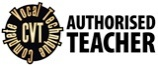 Complete Vocal Technique
CVT
AUTHORISED
TEACHER